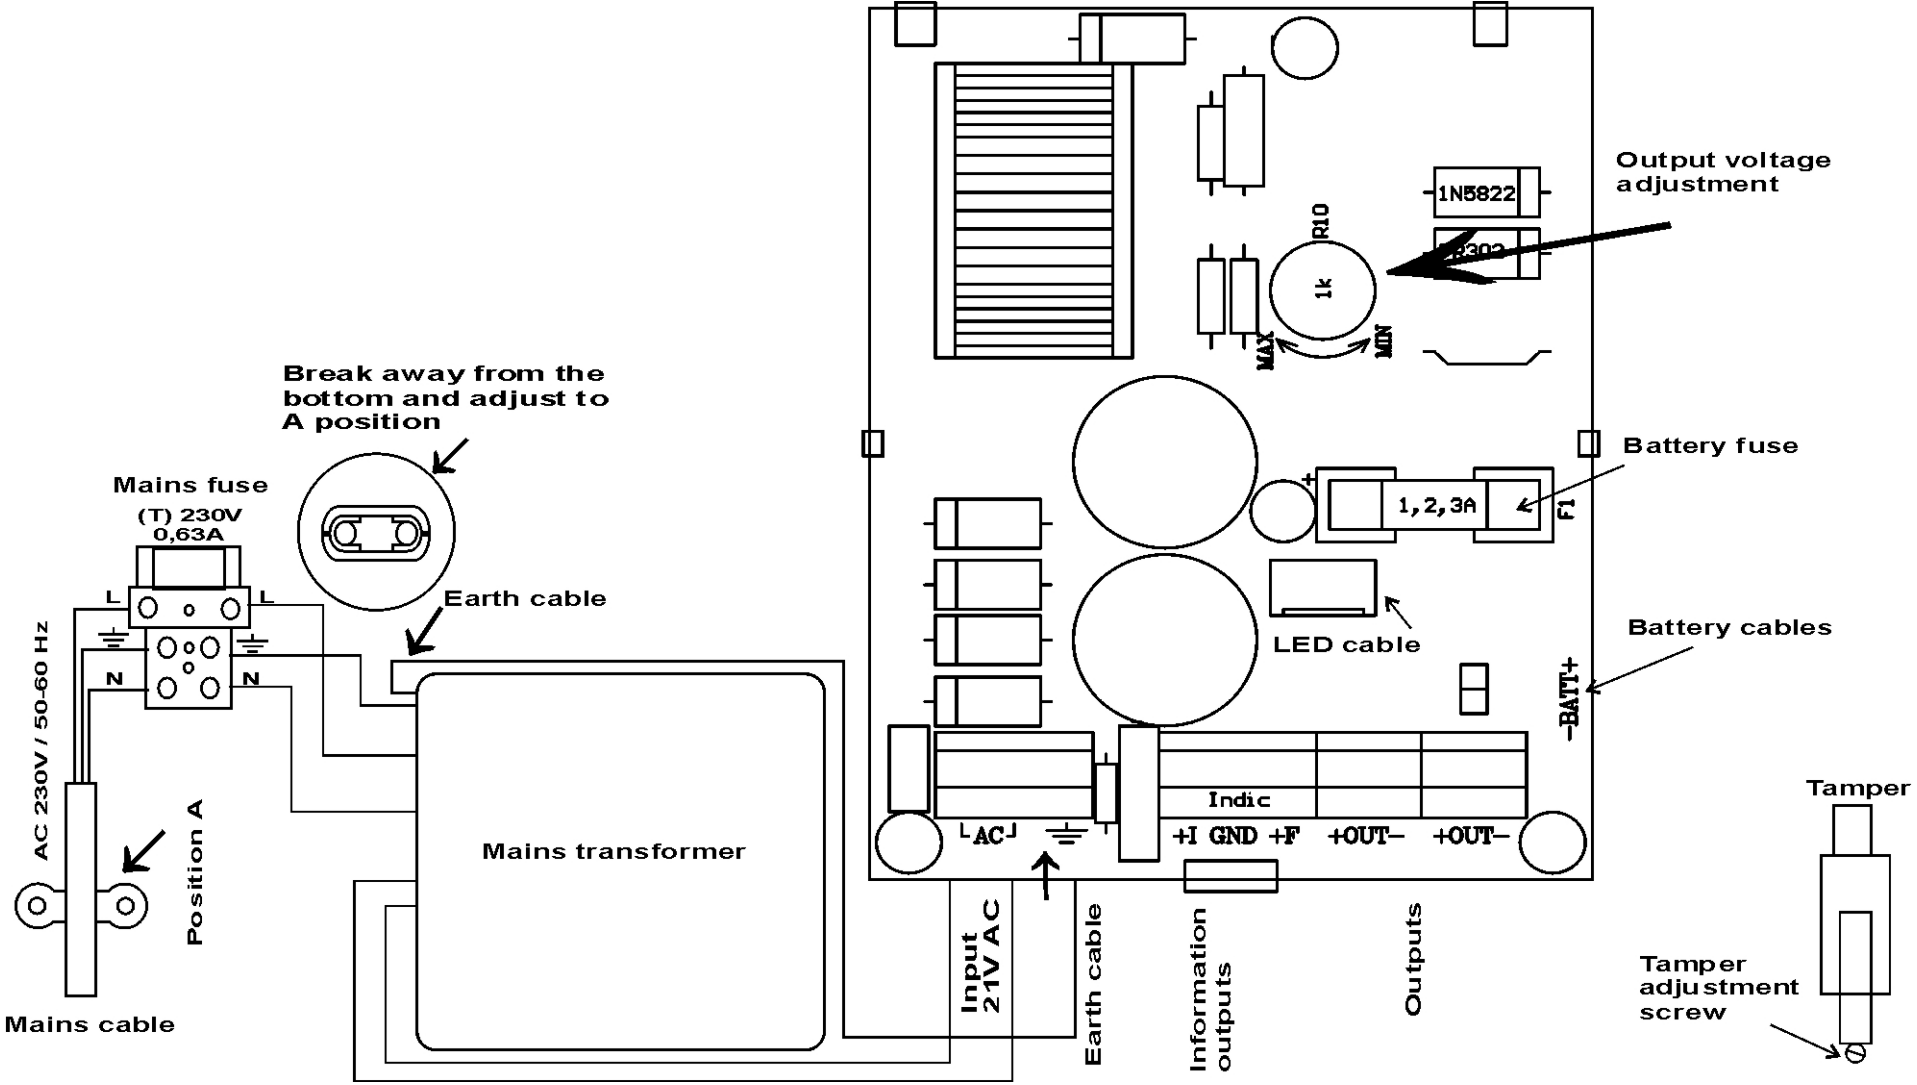 Output voltage
adjustment
1N5822
R10
1k
MAX
MIN
Break away from the
bottom and adjust to
A position
Mains fuse
(T) 230V
0,63A
Battery fuse
+
1,2,3A
F1
L
L
Earth cable
LED cable
Battery cables
-BATT+
N
N
AC 230V / 50-60 Hz
Position A
Mains cable
Mains transformer
Indic
AC
+I GND +F
+OUT-
+OUT-
Input
21V AC
Earth cable
Information
outputs
Outputs
Tamper
Tamper
adjustment
screw